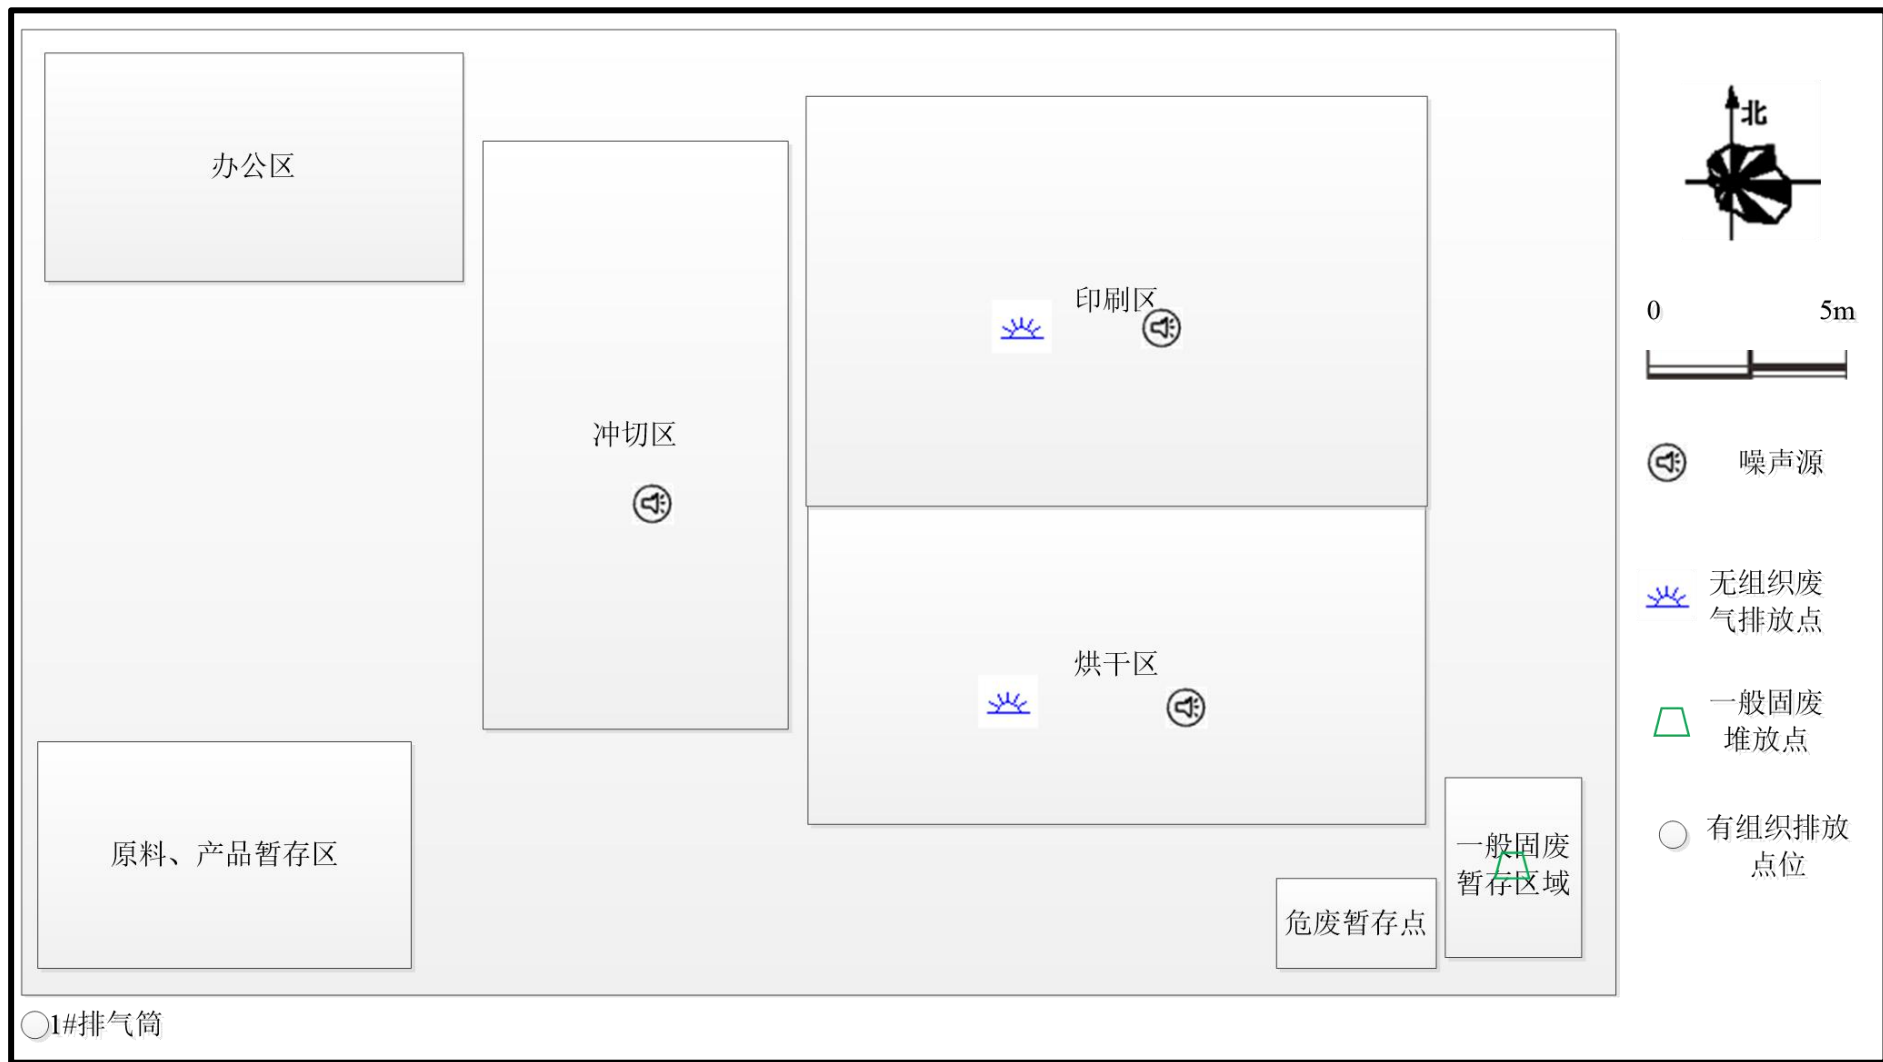 办公区
冲切区
印刷区
烘干区
原料、产品暂存区
危废暂存点
一般固废
暂存区域
1#排气筒
北
0 5m
噪声源
无组织废
气排放点
一般固废
堆放点
有组织排放
点位